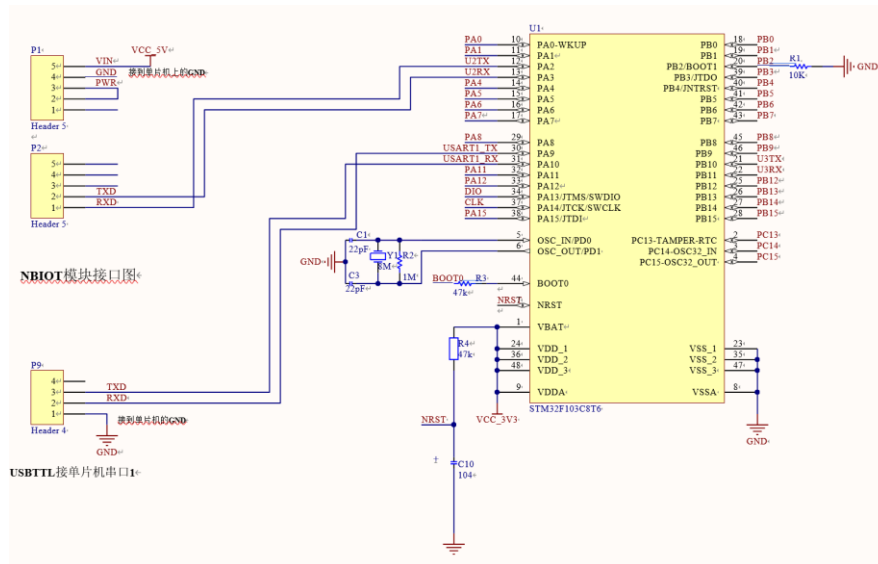 P1
5
4
3
2
1
VIN
GND
PWR
VCC_5V
接到单片机上的GND
Header 5
P2
5
4
3
2
1
TXD
RXD
Header 5
NBIOT模块接口图
P9
4
3
2
1
TXD
RXD
接到单片机的GND
Header 4
GND
USBTTL接单片机串口1
U1
PA0 10 PA0-WKUP
PA1 11 PA1
U2TX 12 PA2
U2RX 13 PA3
PA4 14 PA4
PA5 15 PA5
PA6 16 PA6
PA7 17 PA7
PA8 29 PA8
USART1_TX 30 PA9
USART1_RX 31 PA10
PA11 32 PA11
PA12 33 PA12
DIO 34 PA13/JTMS/SWDIO
CLK 37 PA14/JTCK/SWCLK
PA15 38 PA15/JTDI
5 OSC_IN/PD0
6 OSC_OUT/PD1
44 BOOT0
NRST 7 NRST
1 VBAT
24 VDD_1
36 VDD_2
48 VDD_3
9 VDDA
STM32F103C8T6
PB0 18 PB0
PB1 19 PB1
PB2/BOOT1 20 PB2
PB3/JTDO 39 PB3
PB4/JNTRST 40 PB4
PB5 41 PB5
PB6 42 PB6
PB7 43 PB7
PB8 45 PB8
PB9 46 PB9
PB10 21 U3TX
PB11 22 U3RX
PB12 25 PB12
PB13 26 PB13
PB14 27 PB14
PB15 28 PB15
PC13-TAMPER-RTC 2 PC13
PC14-OSC32_IN 3 PC14
PC15-OSC32_OUT 4 PC15
VSS_1 23
VSS_2 35
VSS_3 47
VSSA 8
GND
R1
10K
GND
C1
22pF
GND
Y1
8M
R2
1M
C3
22pF
BOOT0
R3
47k
R4
47k
VCC_3V3
NRST
C10
104